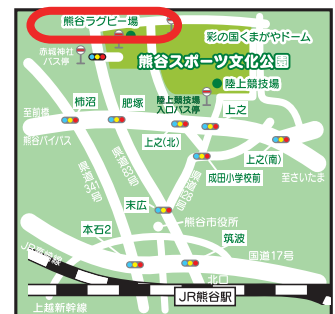 熊谷ラグビー場
彩の国くまがやドーム
赤城神社
バス停
熊谷スポーツ文化公園
陸上競技場
陸上競技場
入口バス停
柿沼
肥塚
上之
至前橋
熊谷バイパス
上之(北)
上之(南)
県道341号
県道83号
県道82号
成田小学校前
至さいたま
末広
熊谷市役所
本石2
筑波
国道17号
JR高崎線
北口
JR熊谷駅
上越新幹線